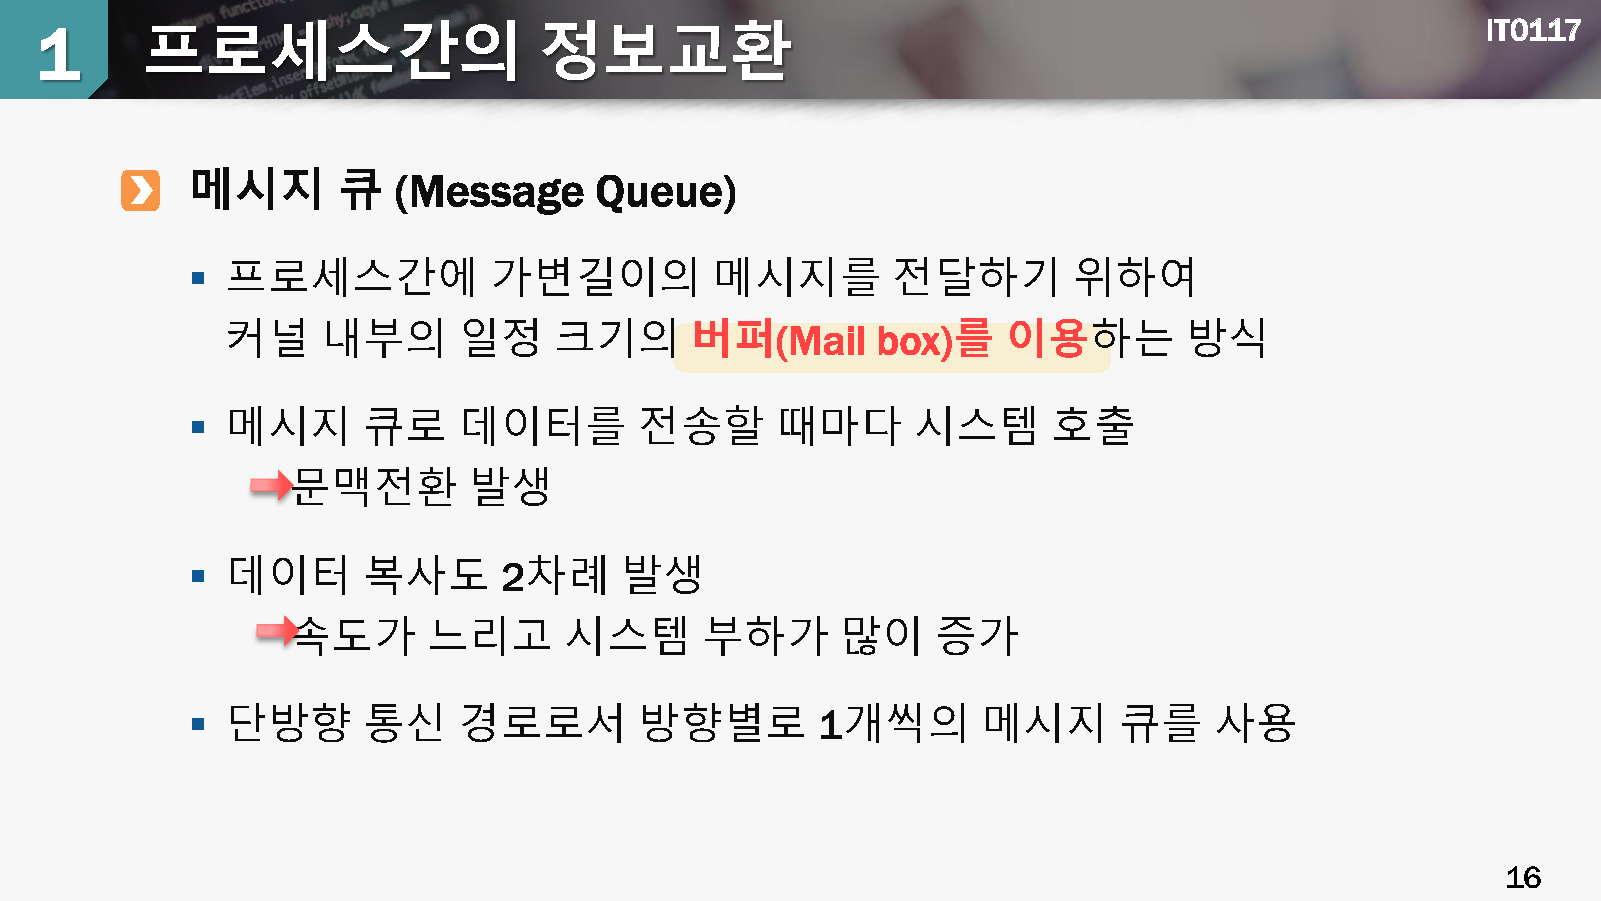 1 프로세스간의 정보교환
IT0117
메시지 큐 (Message Queue)
프로세스간에 가변길이의 메시지를 전달하기 위하여
커널 내부의 일정 크기의 버퍼(Mail box)를 이용하는 방식
메시지 큐로 데이터를 전송할 때마다 시스템 호출
문맥전환 발생
데이터 복사도 2차례 발생
속도가 느리고 시스템 부하가 많이 증가
단방향 통신 경로로서 방향별로 1개씩의 메시지 큐를 사용
16